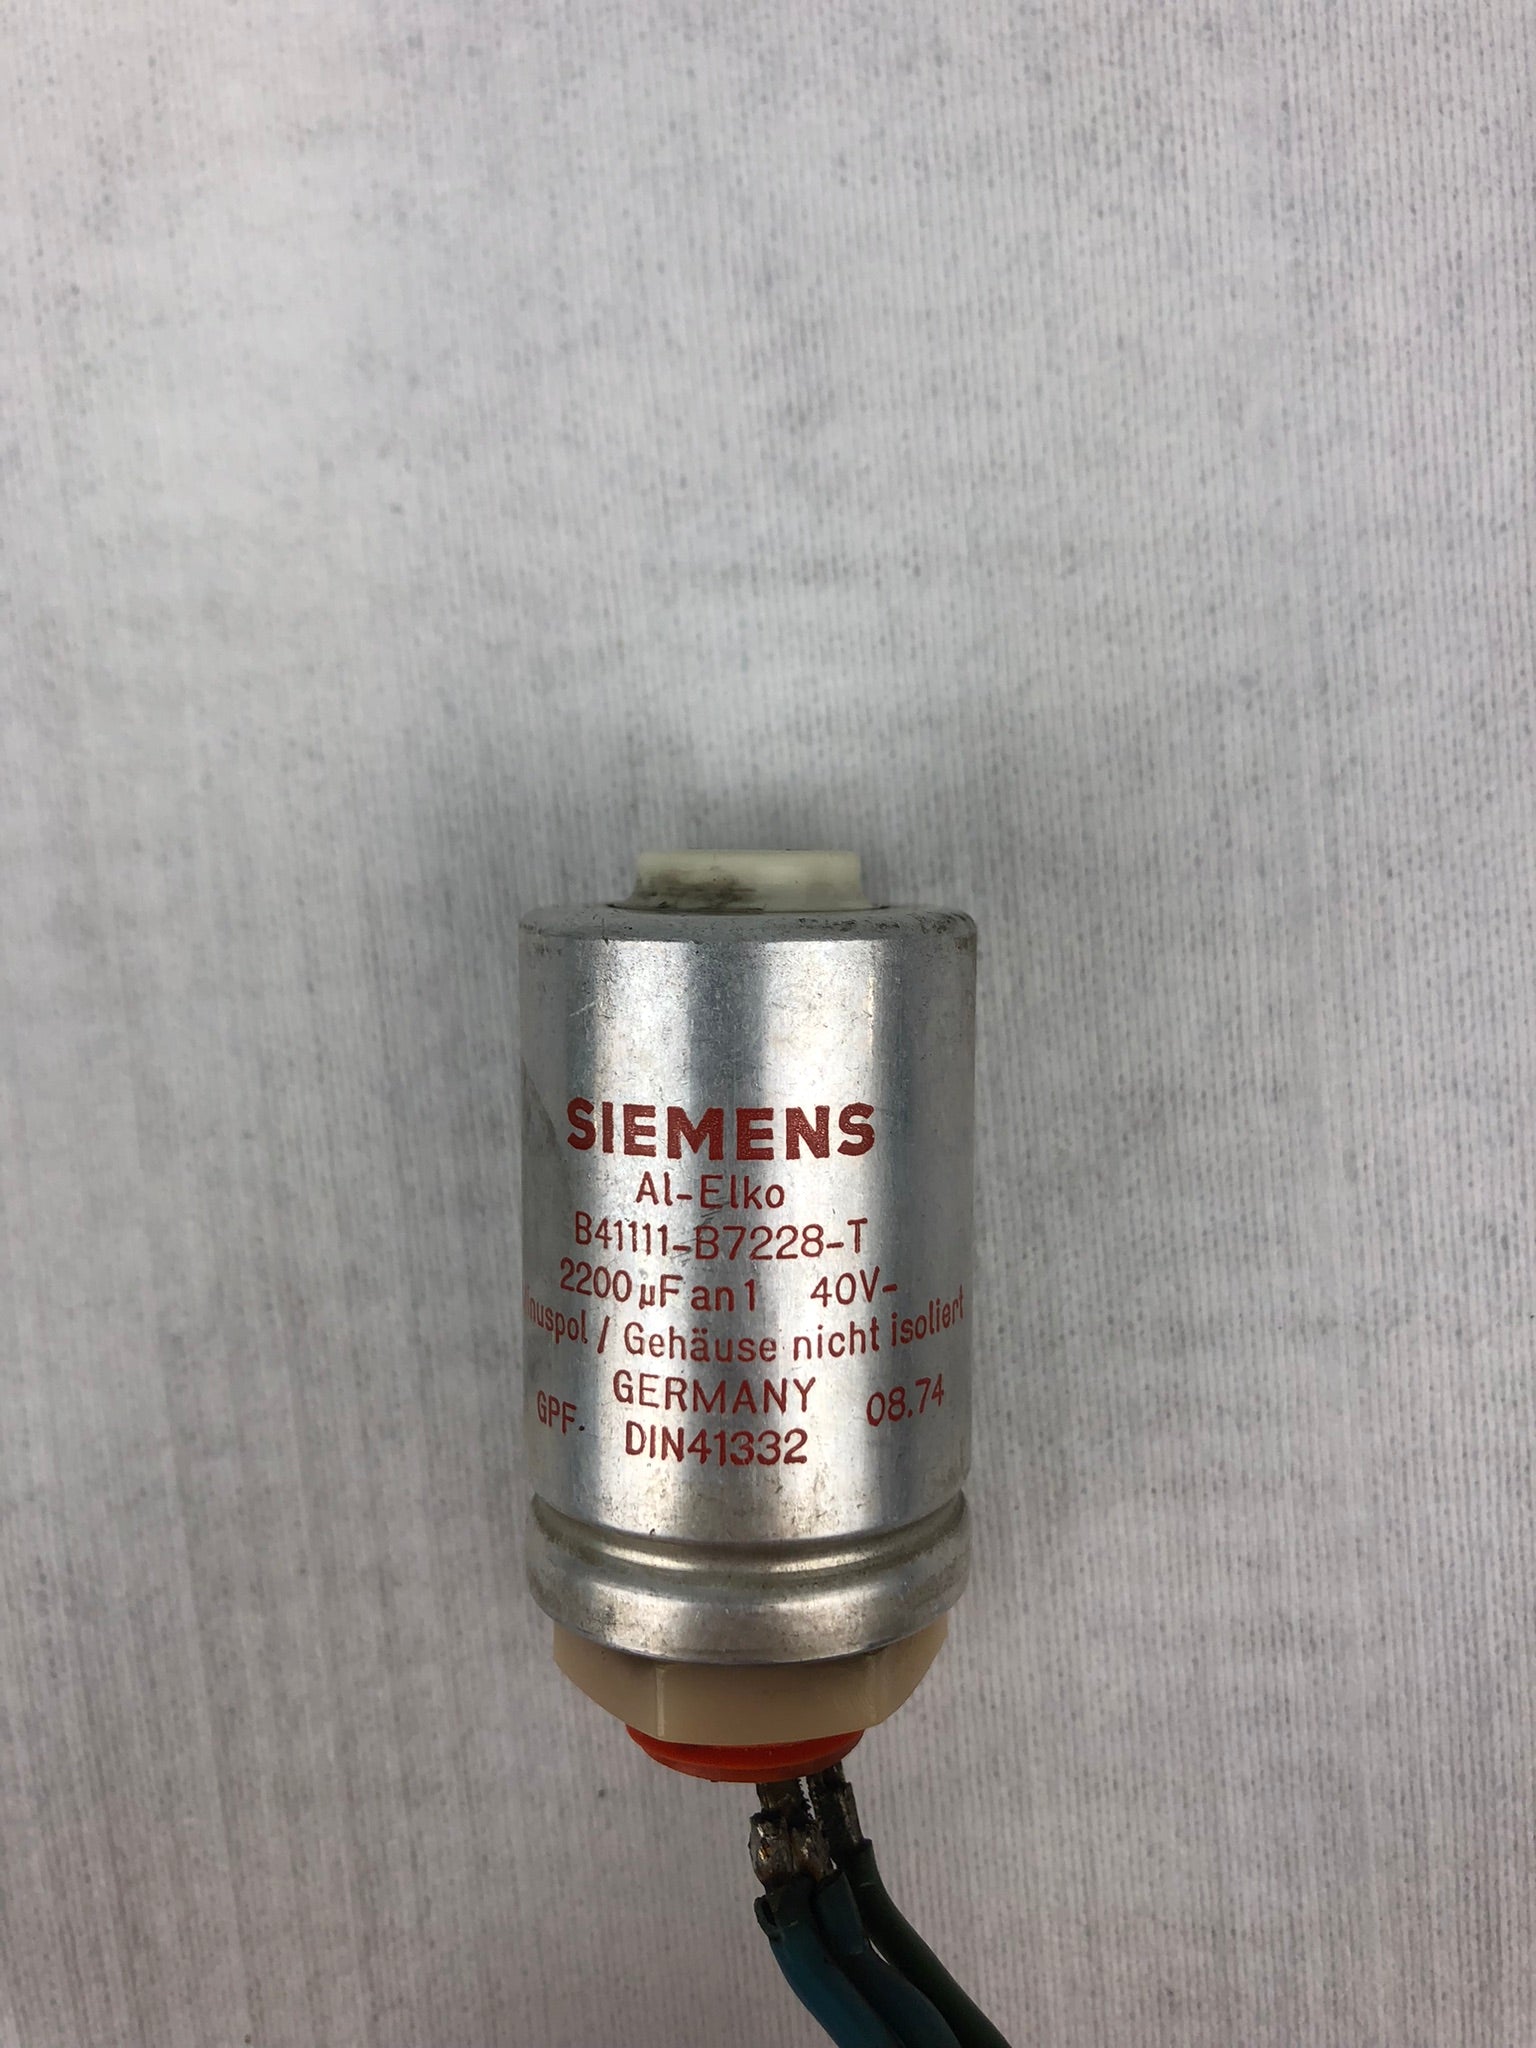 SIEMENS
Al-Elko
B41111-B7228-T
2200 µF an 1 40V-
/ Gehäuse nicht isoliert
GERMANY
GPF. 08.74
DIN41332